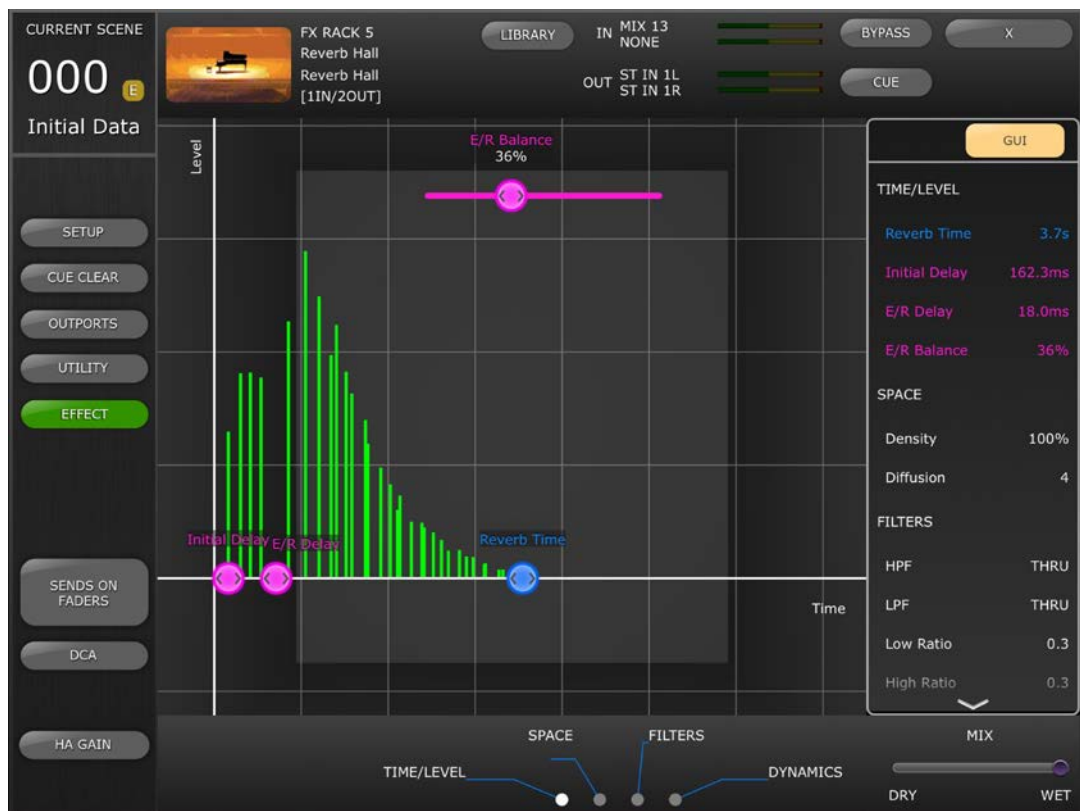 CURRENT SCENE
000 E
Initial Data
FX RACK 5
Reverb Hall
Reverb Hall
[1IN/2OUT]
LIBRARY
IN MIX 13
NONE
OUT ST IN 1L
ST IN 1R
BYPASS
X
CUE
SETUP
CUE CLEAR
OUTPORTS
UTILITY
EFFECT
SENDS ON
FADERS
DCA
HA GAIN
Level
E/R Balance
36%
Initial Delay
E/R Delay
Reverb Time
Time
GUI
TIME/LEVEL
Reverb Time 3.7s
Initial Delay 162.3ms
E/R Delay 18.0ms
E/R Balance 36%
SPACE
Density 100%
Diffusion 4
FILTERS
HPF THRU
LPF THRU
Low Ratio 0.3
High Ratio 0.3
TIME/LEVEL
SPACE
FILTERS
DYNAMICS
MIX
DRY WET